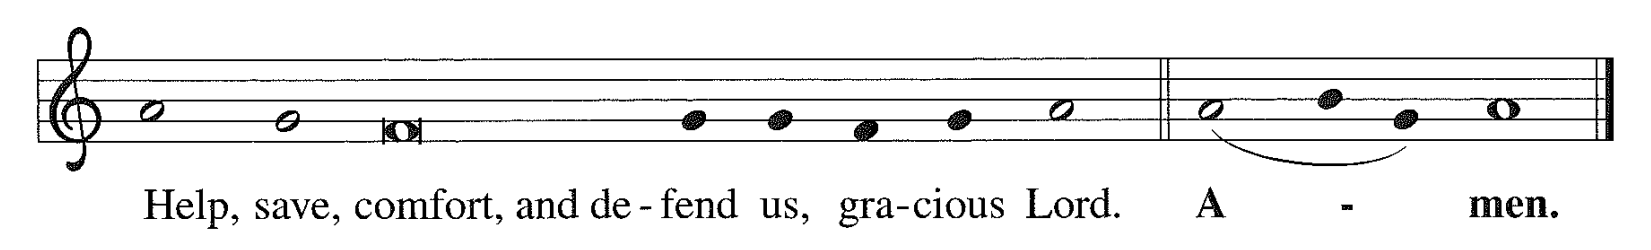 Help, save, comfort, and de - fend us, gra-cious Lord. A - men.